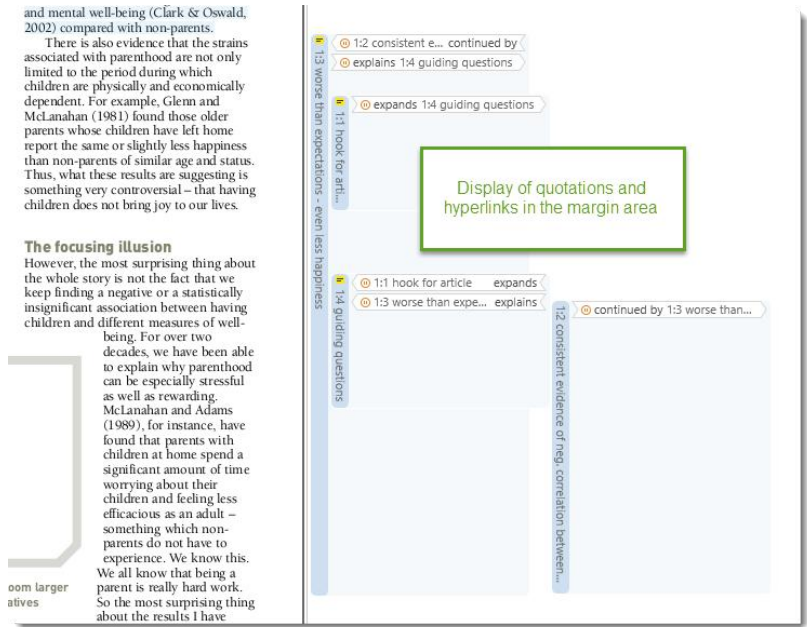 and mental well-being (Clark & Oswald,
2002) compared with non-parents.
There is also evidence that the strains
associated with parenthood are not only
limited to the period during which
children are physically and economically
dependent. For example, Glenn and
McLanahan (1981) found those older
parents whose children have left home
report the same or slightly less happiness
than non-parents of similar age and status.
Thus, what these results are suggesting is
something very controversial – that having
children does not bring joy to our lives.
The focusing illusion
However, the most surprising thing about
the whole story is not the fact that we
keep finding a negative or a statistically
insignificant association between having
children and different measures of well-
being. For over two
decades, we have been able
to explain why parenthood
can be especially stressful
as well as rewarding.
McLanahan and Adams
(1989), for instance, have
found that parents with
children at home spend a
significant amount of time
worrying about their
children and feeling less
efficacious as an adult –
something which non-
parents do not have to
experience. We know this.
We all know that being a
parent is really hard work.
So the most surprising thing
about the results I have
oom larger
atives
1:3 worse than expectations - even less happiness
1:2 consistent e... continued by
explains 1:4 guiding questions
1:1 hook for arti...
expands 1:4 guiding questions
Display of quotations and
hyperlinks in the margin area
1:4 guiding questions
1:1 hook for article expands
1:3 worse than expe... explains
1:2 consistent evidence of neg. correlation between...
continued by 1:3 worse than...